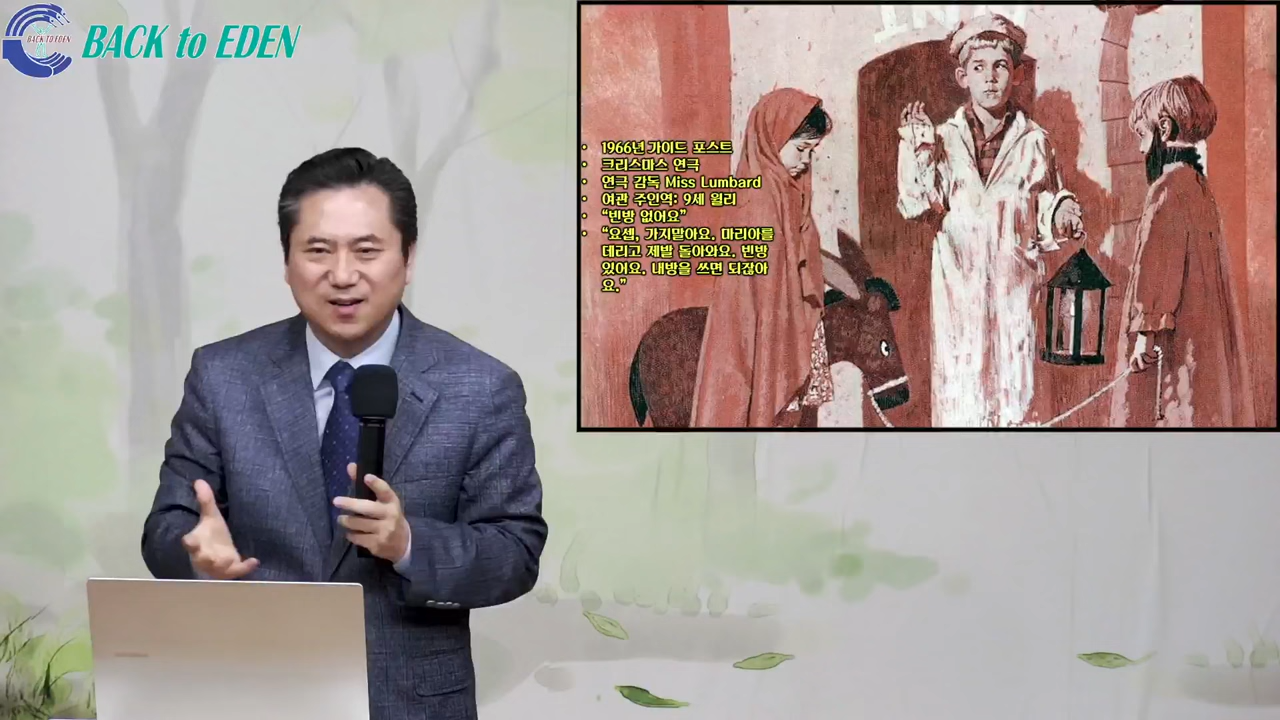 BACK TO EDEN
BACK to EDEN
INN
• 1966년 가이드 포스트
• 크리스마스 연극
• 연극 감독 Miss Lumbard
• 여관 주인역: 9세 윌리
• “빈방 없어요”
• “요셉, 가지말아요. 마리아를
데리고 제발 돌아와요. 빈방
있어요. 내방을 쓰면 되잖아
요.”